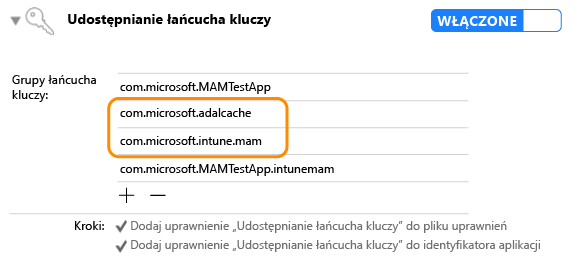 Udostępnianie łańcucha kluczy
WŁĄCZONE
Grupy łańcucha
kluczy:
com.microsoft.MAMTestApp
com.microsoft.adalcache
com.microsoft.intune.mam
com.microsoft.MAMTestApp.intunemam
Kroki: ✔ Dodaj uprawnienie „Udostępnianie łańcucha kluczy” do pliku uprawnień
✔ Dodaj uprawnienie „Udostępnianie łańcucha kluczy” do identyfikatora aplikacji